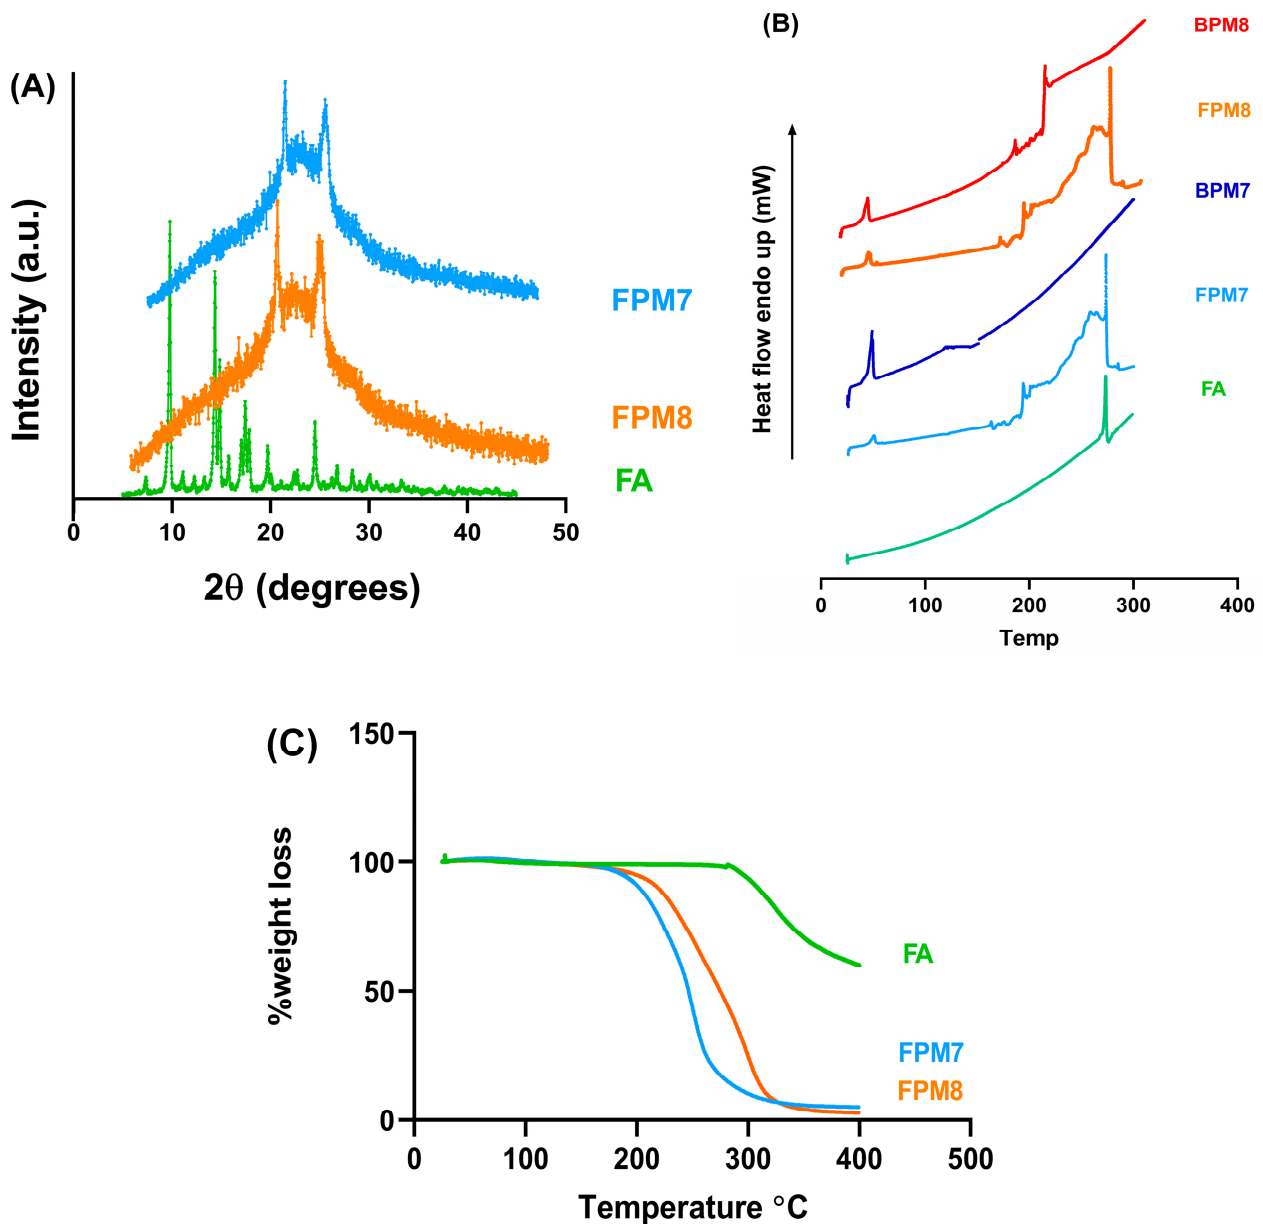 (A)
Intensity (a.u.)
FPM7
FPM8
FA
0 10 20 30 40 50
2θ (degrees)
(B)
Heat flow endo up (mW)
BPM8
FPM8
BPM7
FPM7
FA
0 100 200 300 400
Temp
(C)
%weight loss
150
100
50
0
FA
FPM7
FPM8
0 100 200 300 400 500
Temperature °C